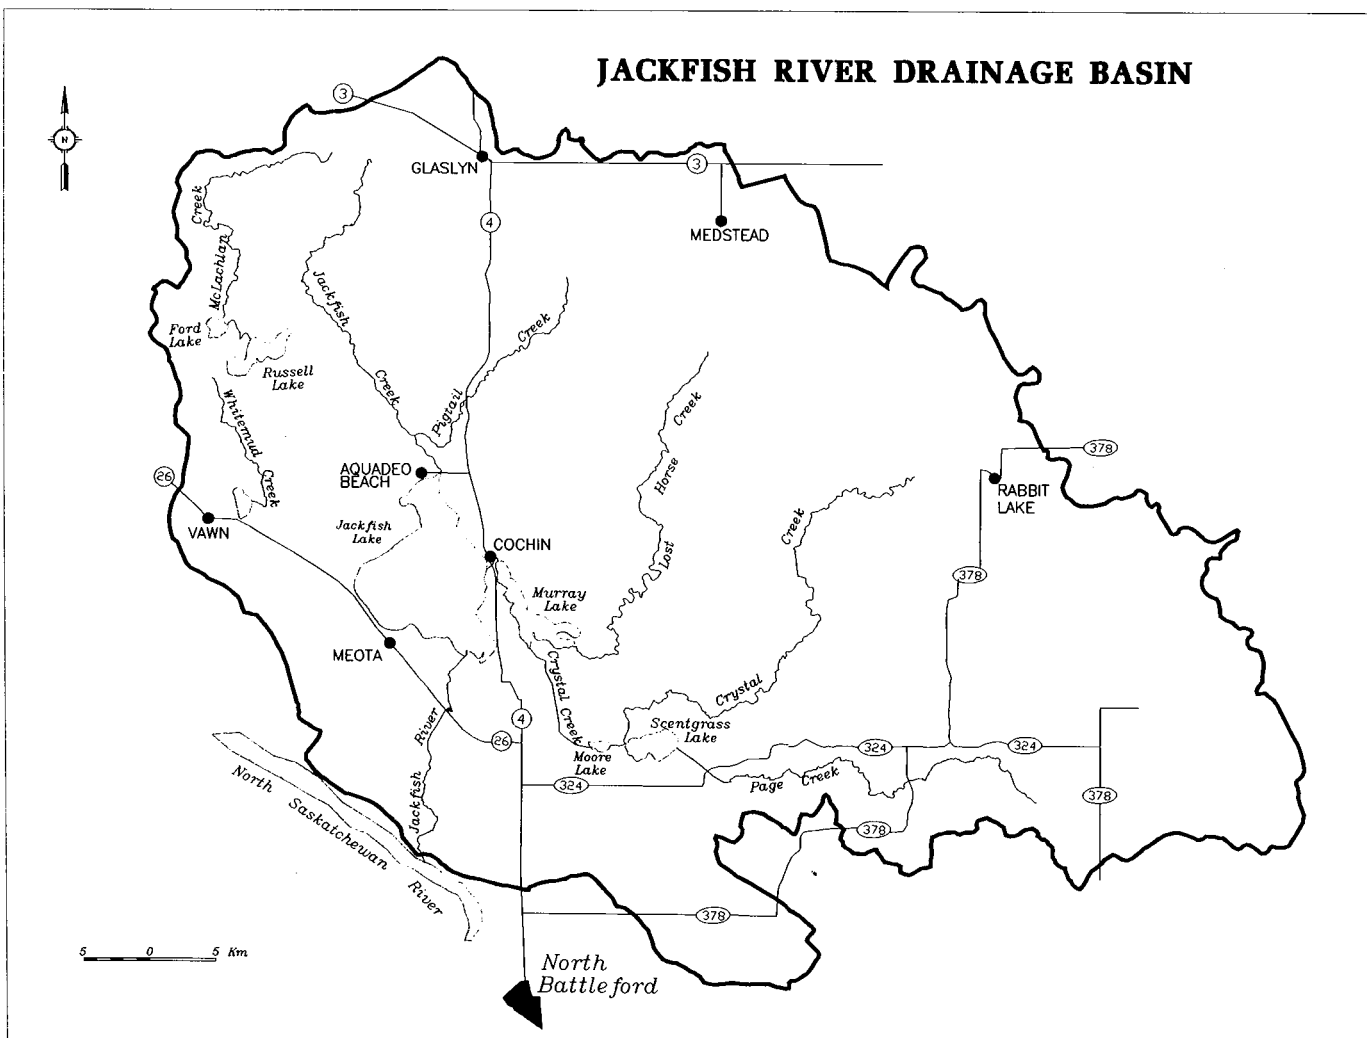 JACKFISH RIVER DRAINAGE BASIN
3
N
GLASLYN
3
Creek
4
MEDSTEAD
McLachlan
Jackfish
Ford
Lake
Creek
Russell
Lake
Creek
Pigtail
Whitemud
Creek
Creek
Horse
Lost
378
26
AQUADEO
BEACH
RABBIT
LAKE
VAWN
Jackfish
Lake
COCHIN
Creek
378
Murray
Lake
MEOTA
Crystal Creek
Crystal
River
4
Scentgrass
Lake
26
Moore
Lake
324
324
North Saskatchewan River
Jackfish
324
Page Creek
378
378
378
5 0 5 Km
North
Battleford